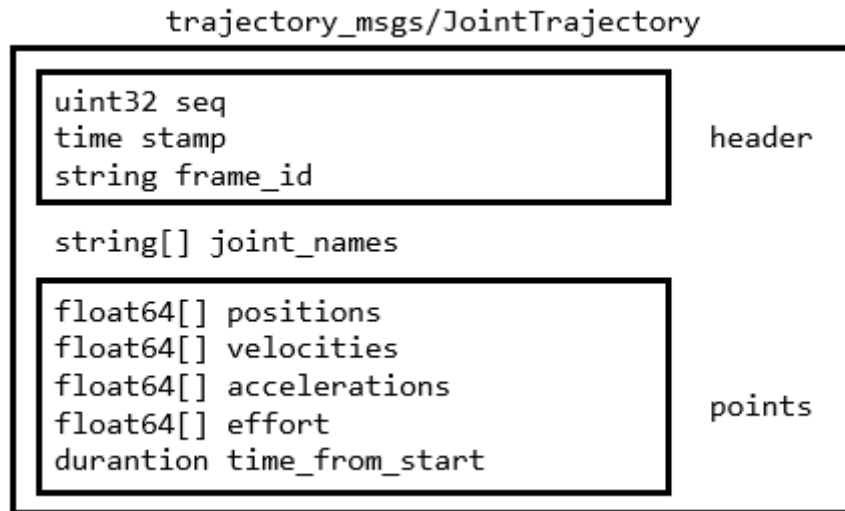 trajectory_msgs/JointTrajectory
uint32 seq
time stamp
string frame_id
header
string[] joint_names
float64[] positions
float64[] velocities
float64[] accelerations
float64[] effort
durantion time_from_start
points